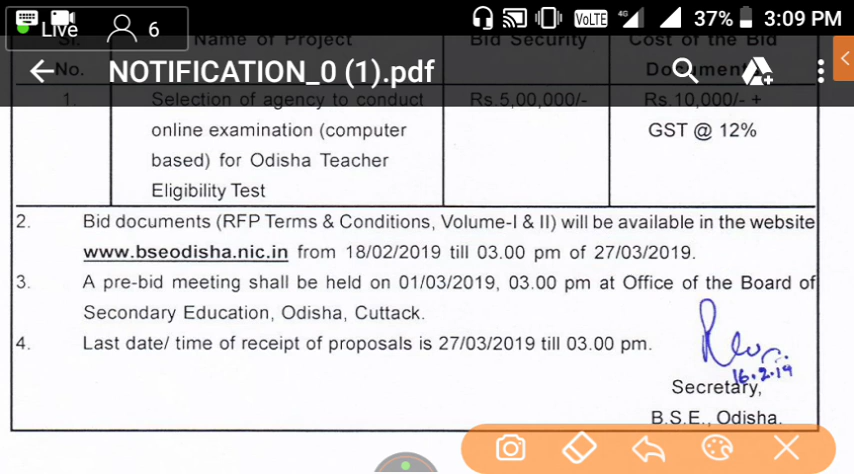 Live 6
VoLTE 4G 37% 3:09 PM
NOTIFICATION_0 (1).pdf
Sl. No.
Name of Project
Bid Security
Cost of the Bid Document
1.
Selection of agency to conduct
online examination (computer
based) for Odisha Teacher
Eligibility Test
Rs.5,00,000/-
Rs.10,000/- +
GST @ 12%
2. Bid documents (RFP Terms & Conditions, Volume-I & II) will be available in the website
www.bseodisha.nic.in from 18/02/2019 till 03.00 pm of 27/03/2019.
3. A pre-bid meeting shall be held on 01/03/2019, 03.00 pm at Office of the Board of
Secondary Education, Odisha, Cuttack.
4. Last date/ time of receipt of proposals is 27/03/2019 till 03.00 pm.
16.2.19
Secretary,
B.S.E., Odisha.